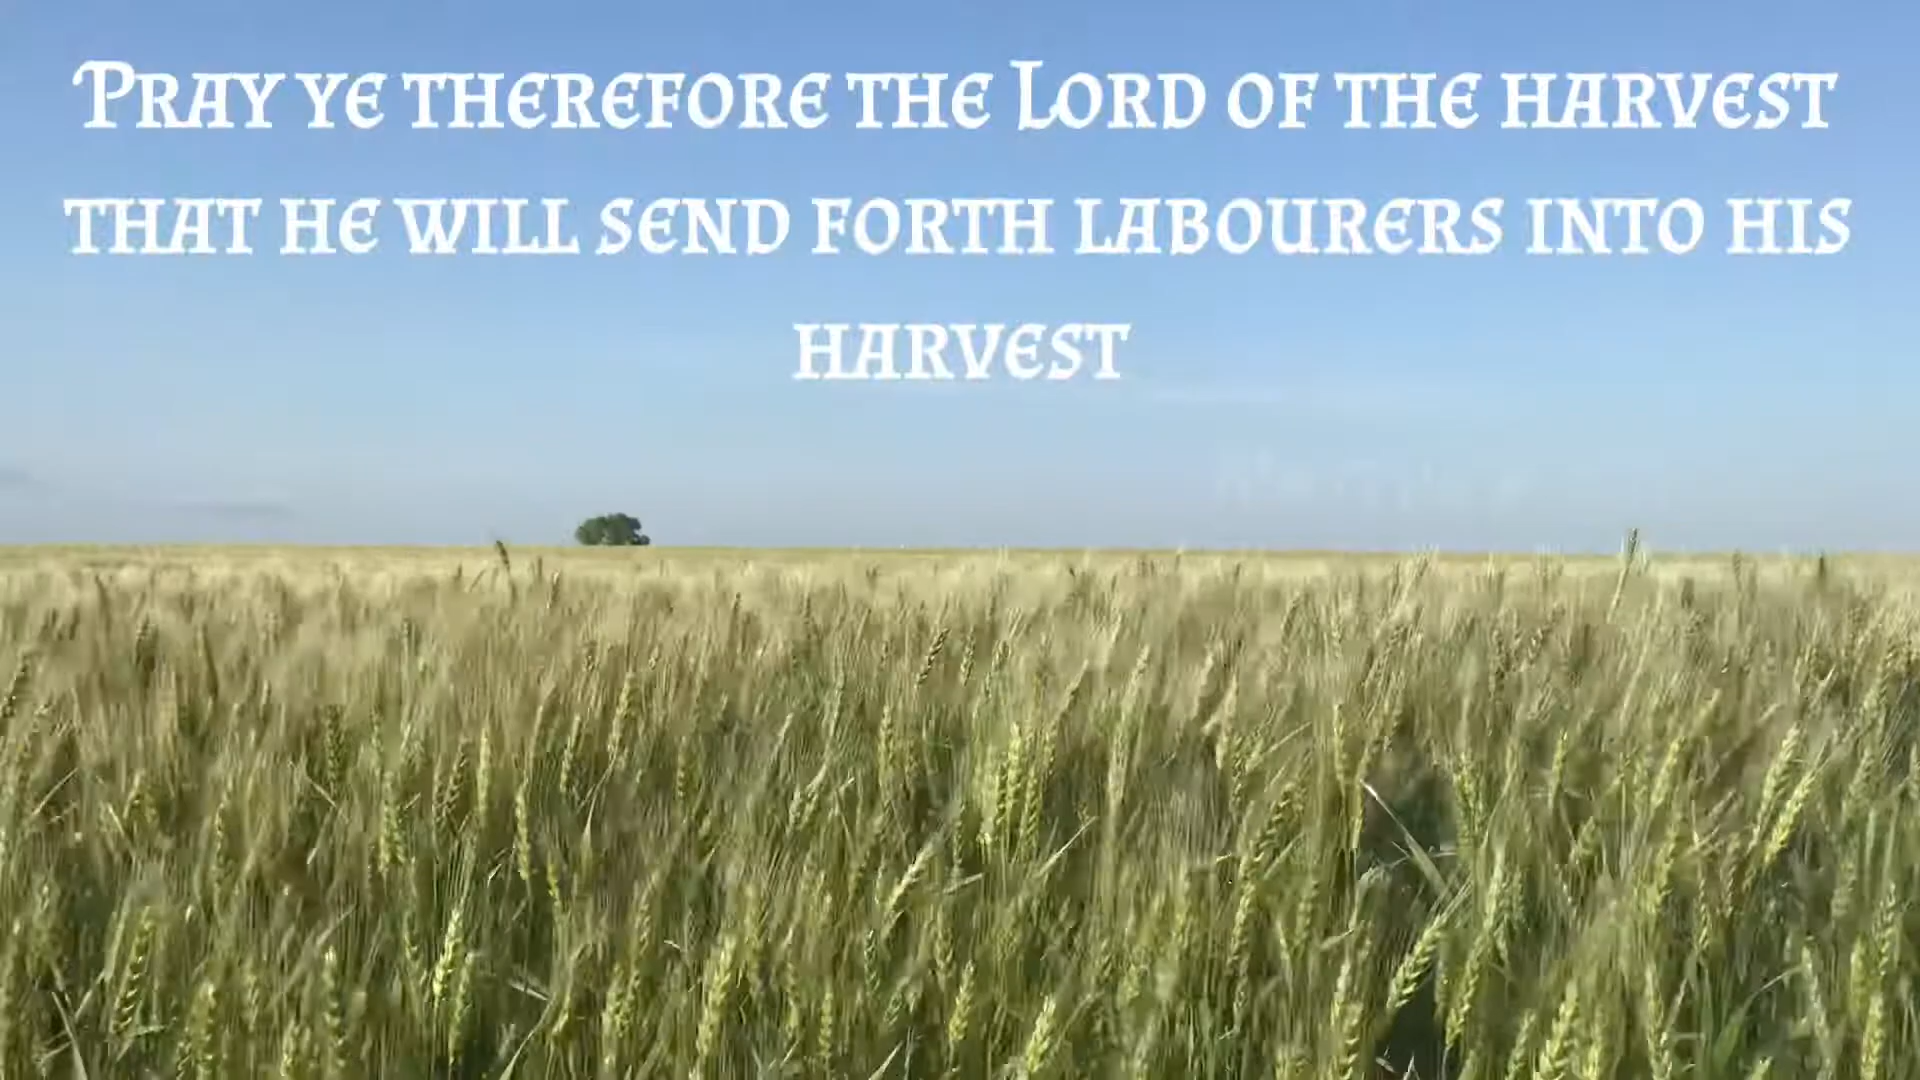 Pray ye therefore the Lord of the harvest
that he will send forth labourers into his
harvest